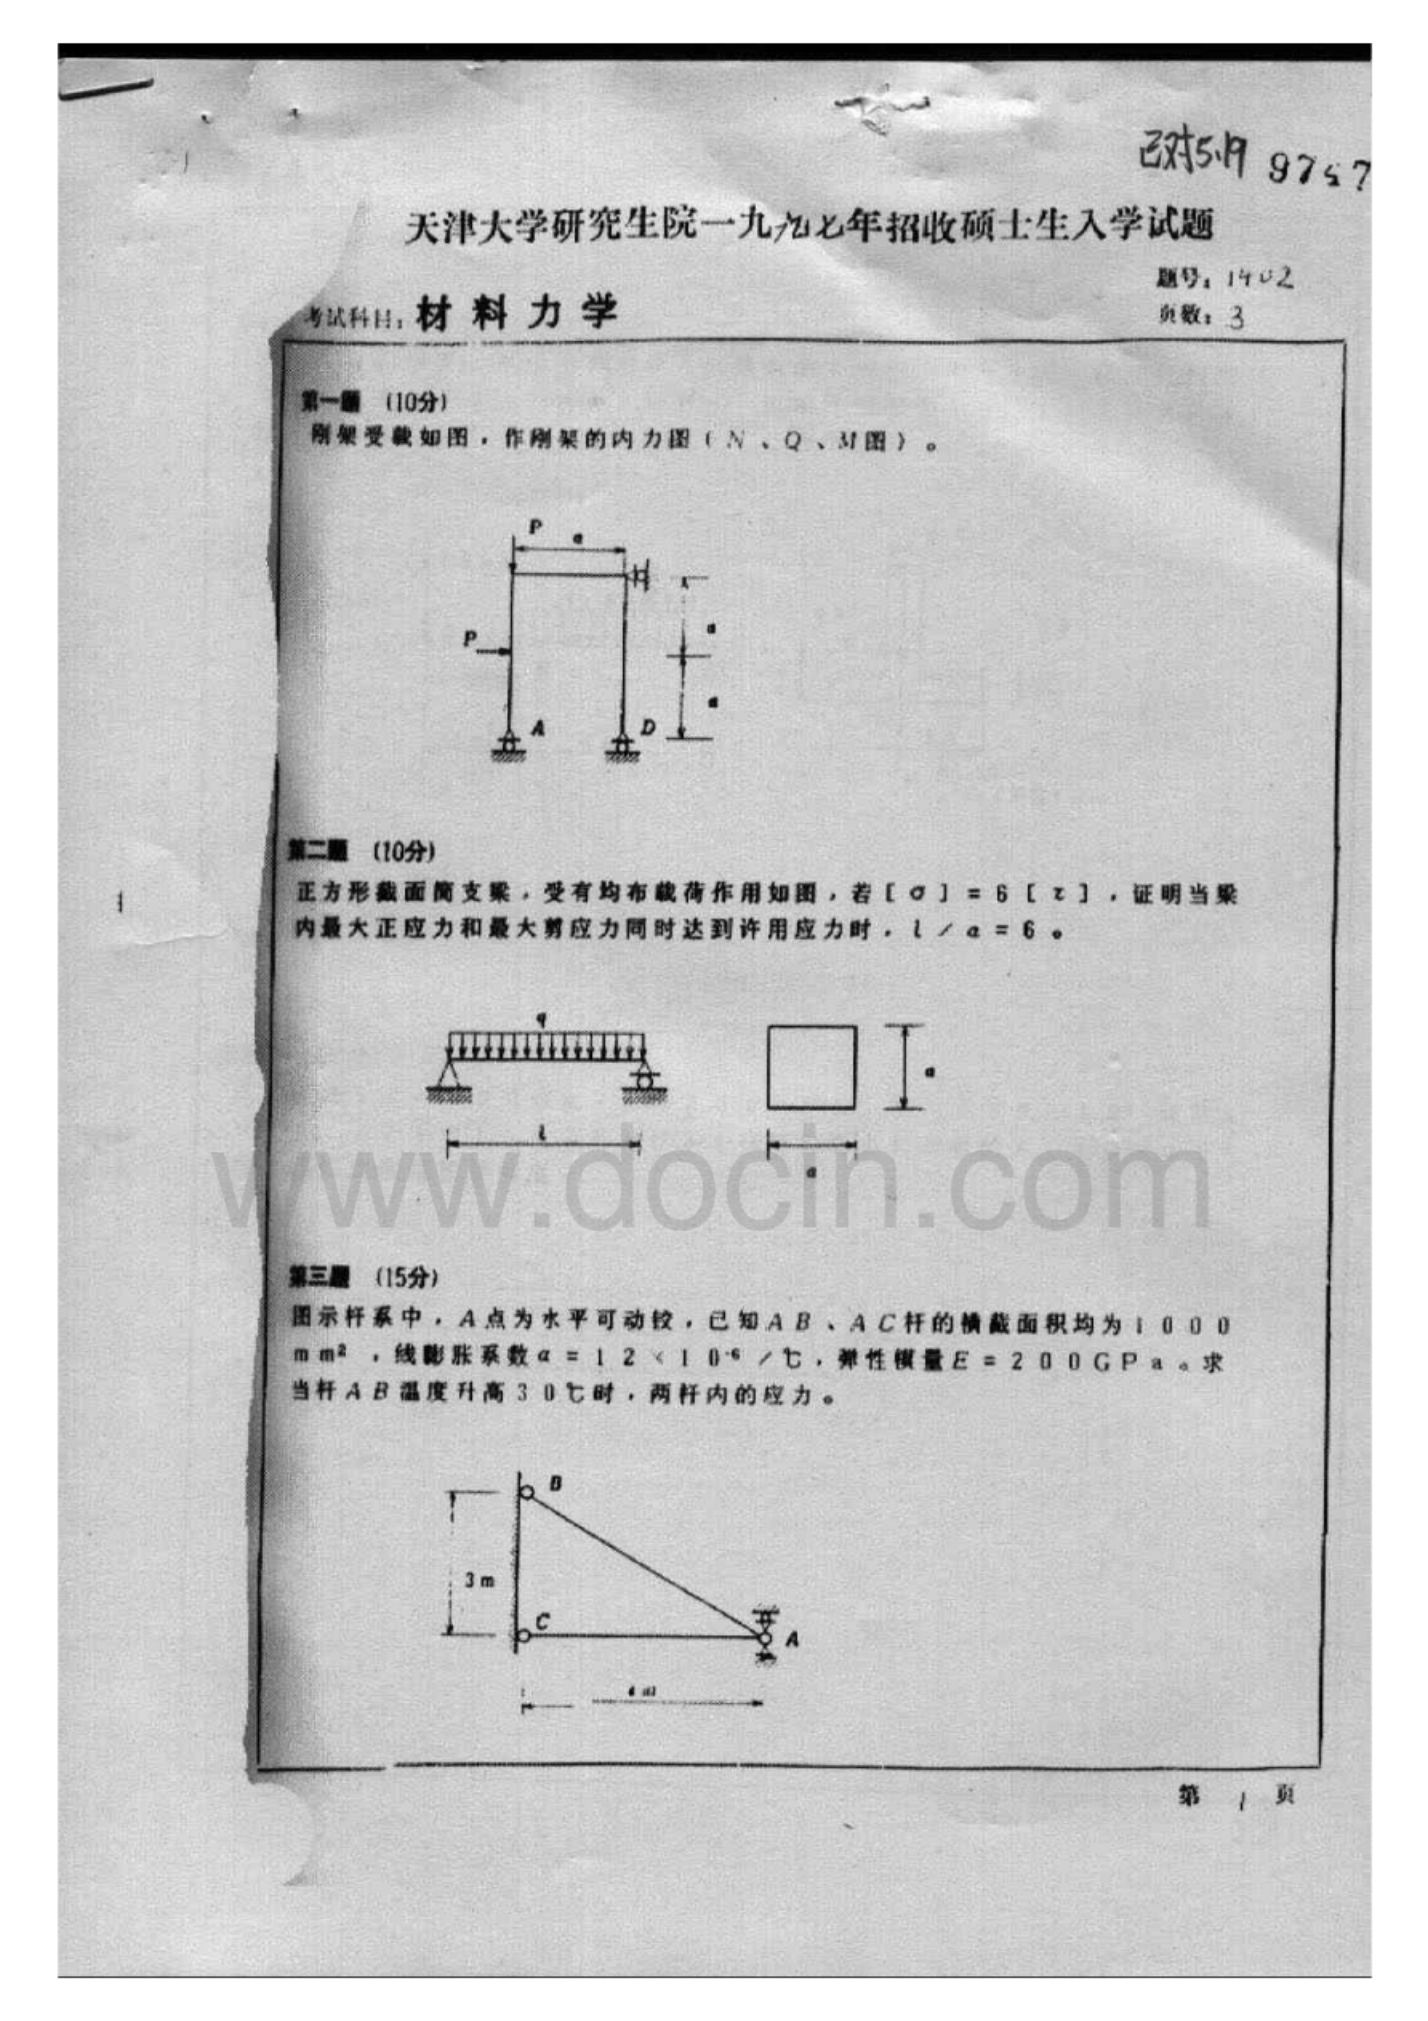 已对5.19 9757
天津大学研究生院一九九七年招收硕士生入学试题
题号：1402
考试科目：材料力学
页数：3
第一题 (10分)
刚架受载如图，作刚架的内力图（N、Q、M图）。
P
a
P
a
a
A
D
第二题 (10分)
正方形截面简支梁，受有均布载荷作用如图，若[σ]=6[τ]，证明当梁
内最大正应力和最大剪应力同时达到许用应力时，l／a=6。
q
a
l
a
www.docin.com
第三题 (15分)
图示杆系中，A点为水平可动铰，已知AB、AC杆的横截面积均为1000
mm²，线膨胀系数α=12×10⁻⁶／℃，弹性模量E=200GPa。求
当杆AB温度升高30℃时，两杆内的应力。
B
3m
C
A
第 1 页